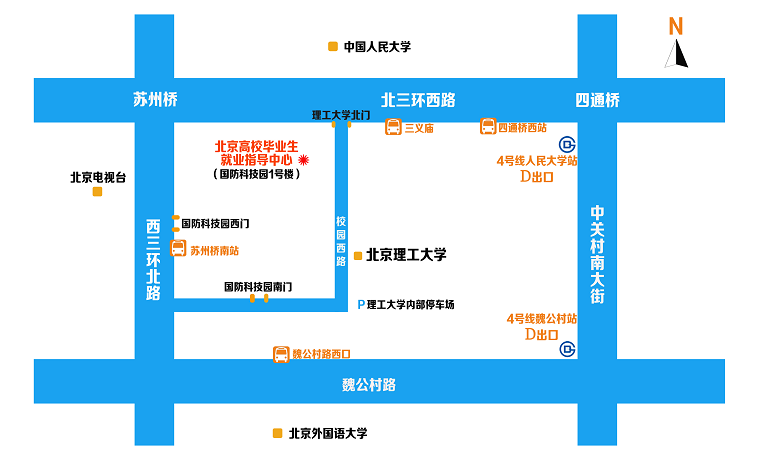 N
中国人民大学
苏州桥
北三环西路
四通桥
理工大学北门
三义庙
四通桥西站
北京高校毕业生
就业指导中心
（国防科技园1号楼）
4号线人民大学站
D出口
北京电视台
国防科技园西门
苏州桥南站
西三环北路
校园西路
北京理工大学
中关村南大街
国防科技园南门
P理工大学内部停车场
4号线魏公村站
D出口
魏公村路西口
魏公村路
北京外国语大学